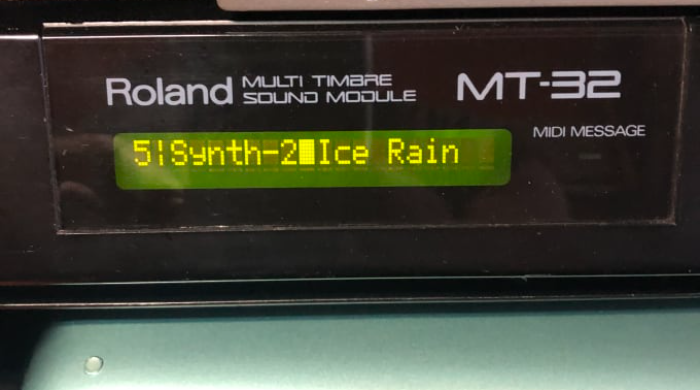 Roland MULTI TIMBRE SOUND MODULE MT-32
MIDI MESSAGE
5¦Synth-2█Ice Rain